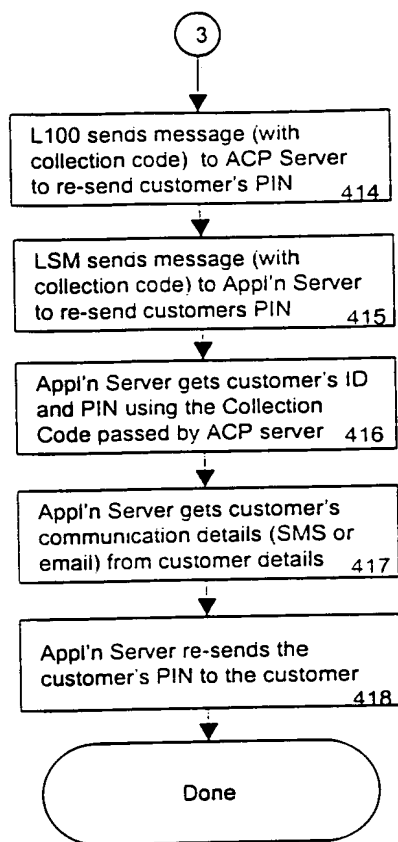 3
L100 sends message (with
collection code) to ACP Server
to re-send customer's PIN
414
LSM sends message (with
collection code) to Appl'n Server
to re-send customers PIN
415
Appl'n Server gets customer's ID
and PIN using the Collection
Code passed by ACP server
416
Appl'n Server gets customer's
communication details (SMS or
email) from customer details
417
Appl'n Server re-sends the
customer's PIN to the customer
418
Done